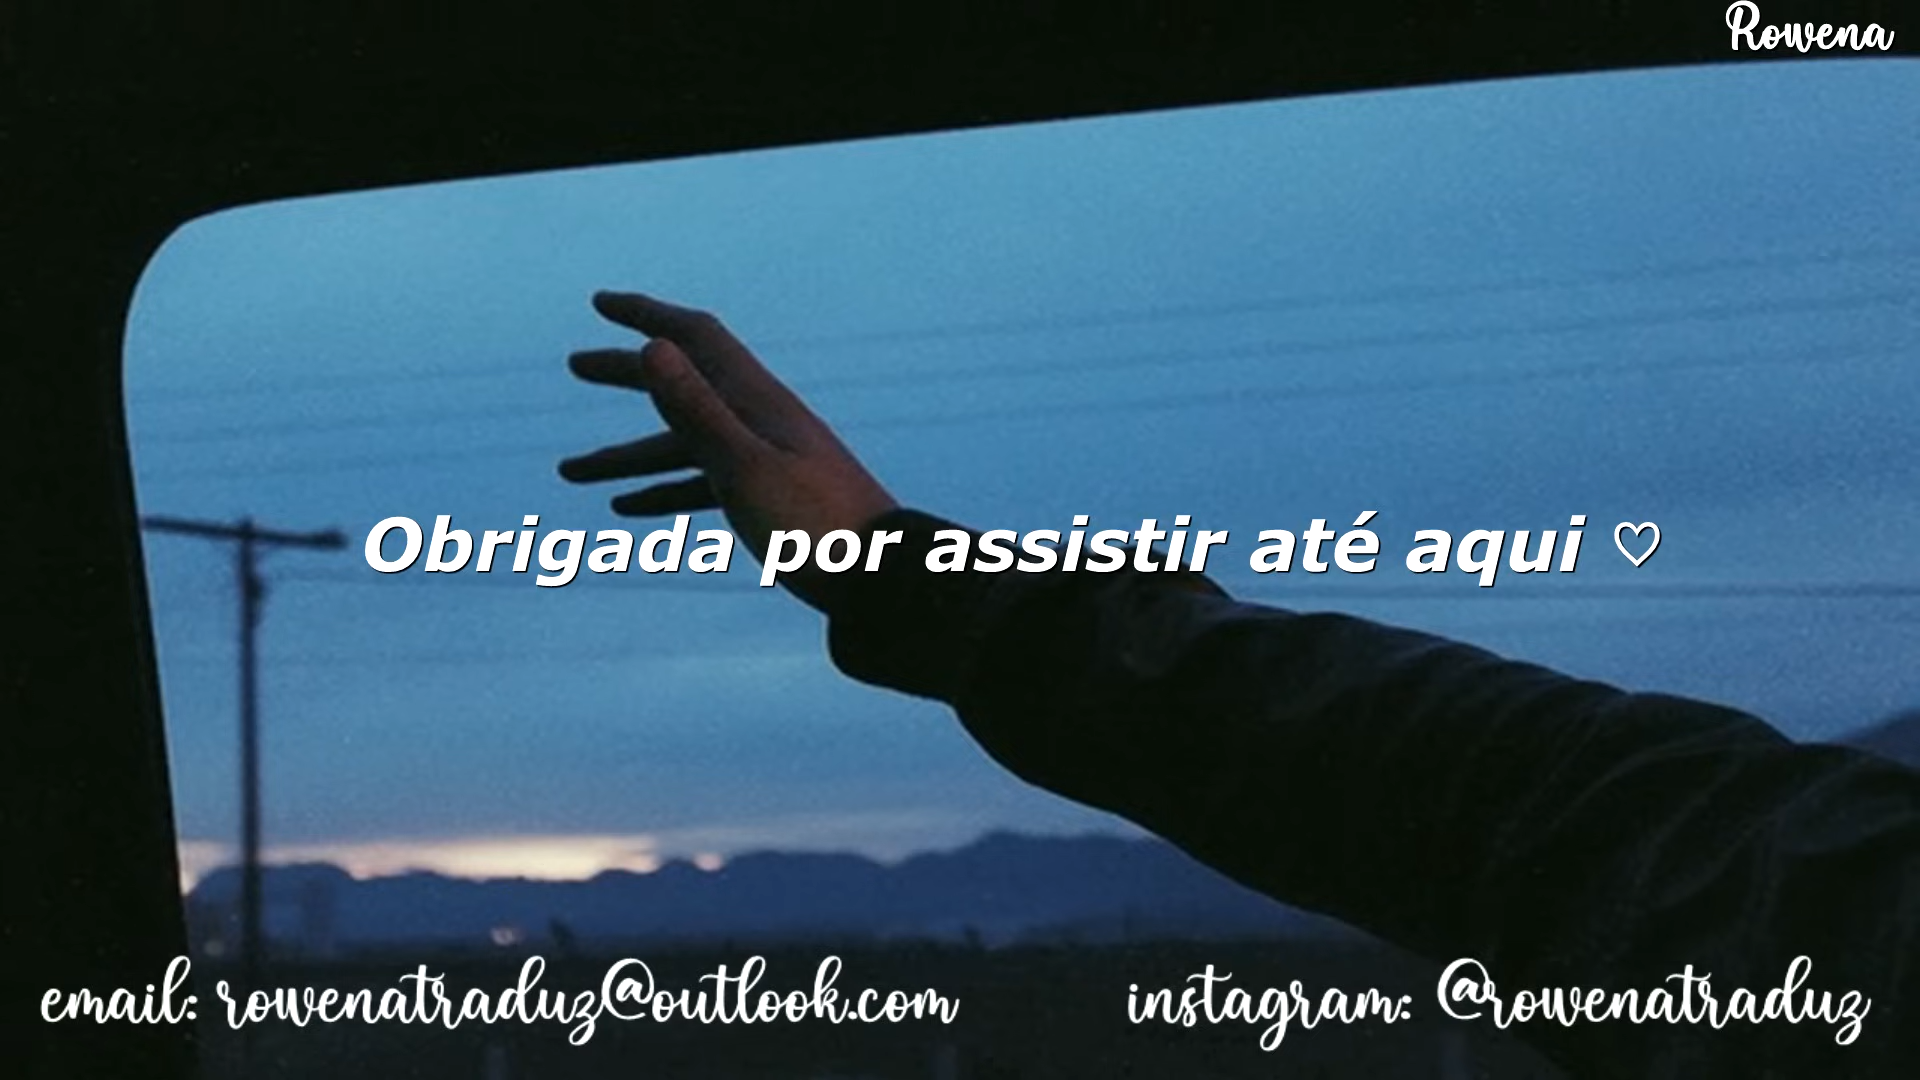 Rowena
Obrigada por assistir até aqui ♡
email: rowenatraduz@outlook.com
instagram: @rowenatraduz